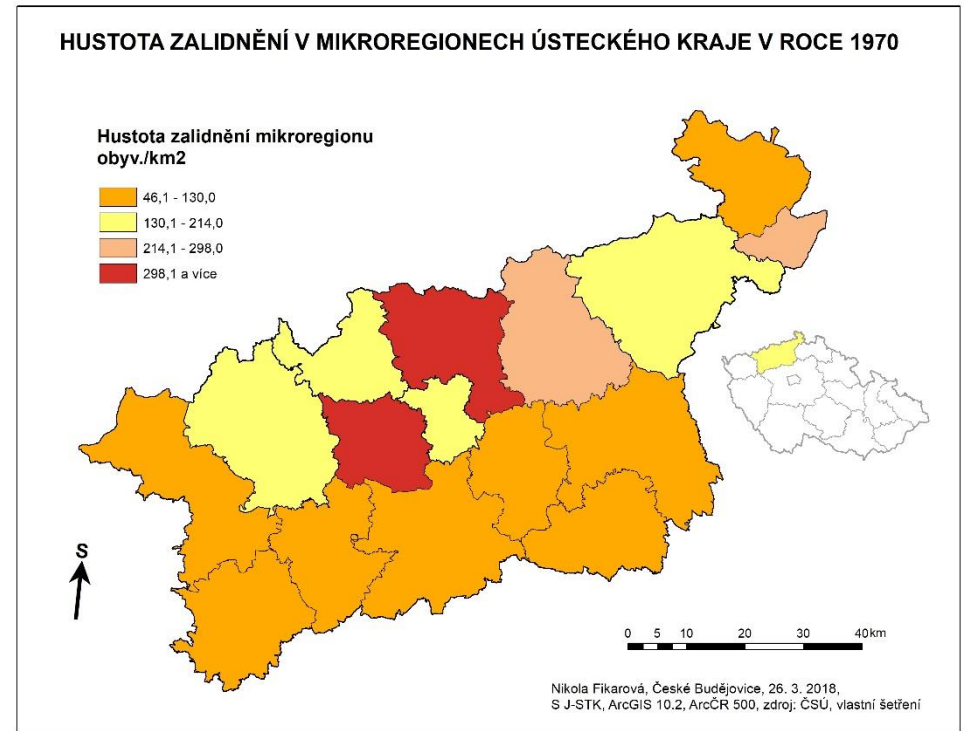 HUSTOTA ZALIDNĚNÍ V MIKROREGIONECH ÚSTECKÉHO KRAJE V ROCE 1970
Hustota zalidnění mikroregionu
obyv./km2
46,1 - 130,0
130,1 - 214,0
214,1 - 298,0
298,1 a více
S
0 5 10 20 30 40 km
Nikola Fikarová, České Budějovice, 26. 3. 2018,
S J-STK, ArcGIS 10.2, ArcČR 500, zdroj: ČSÚ, vlastní šetření